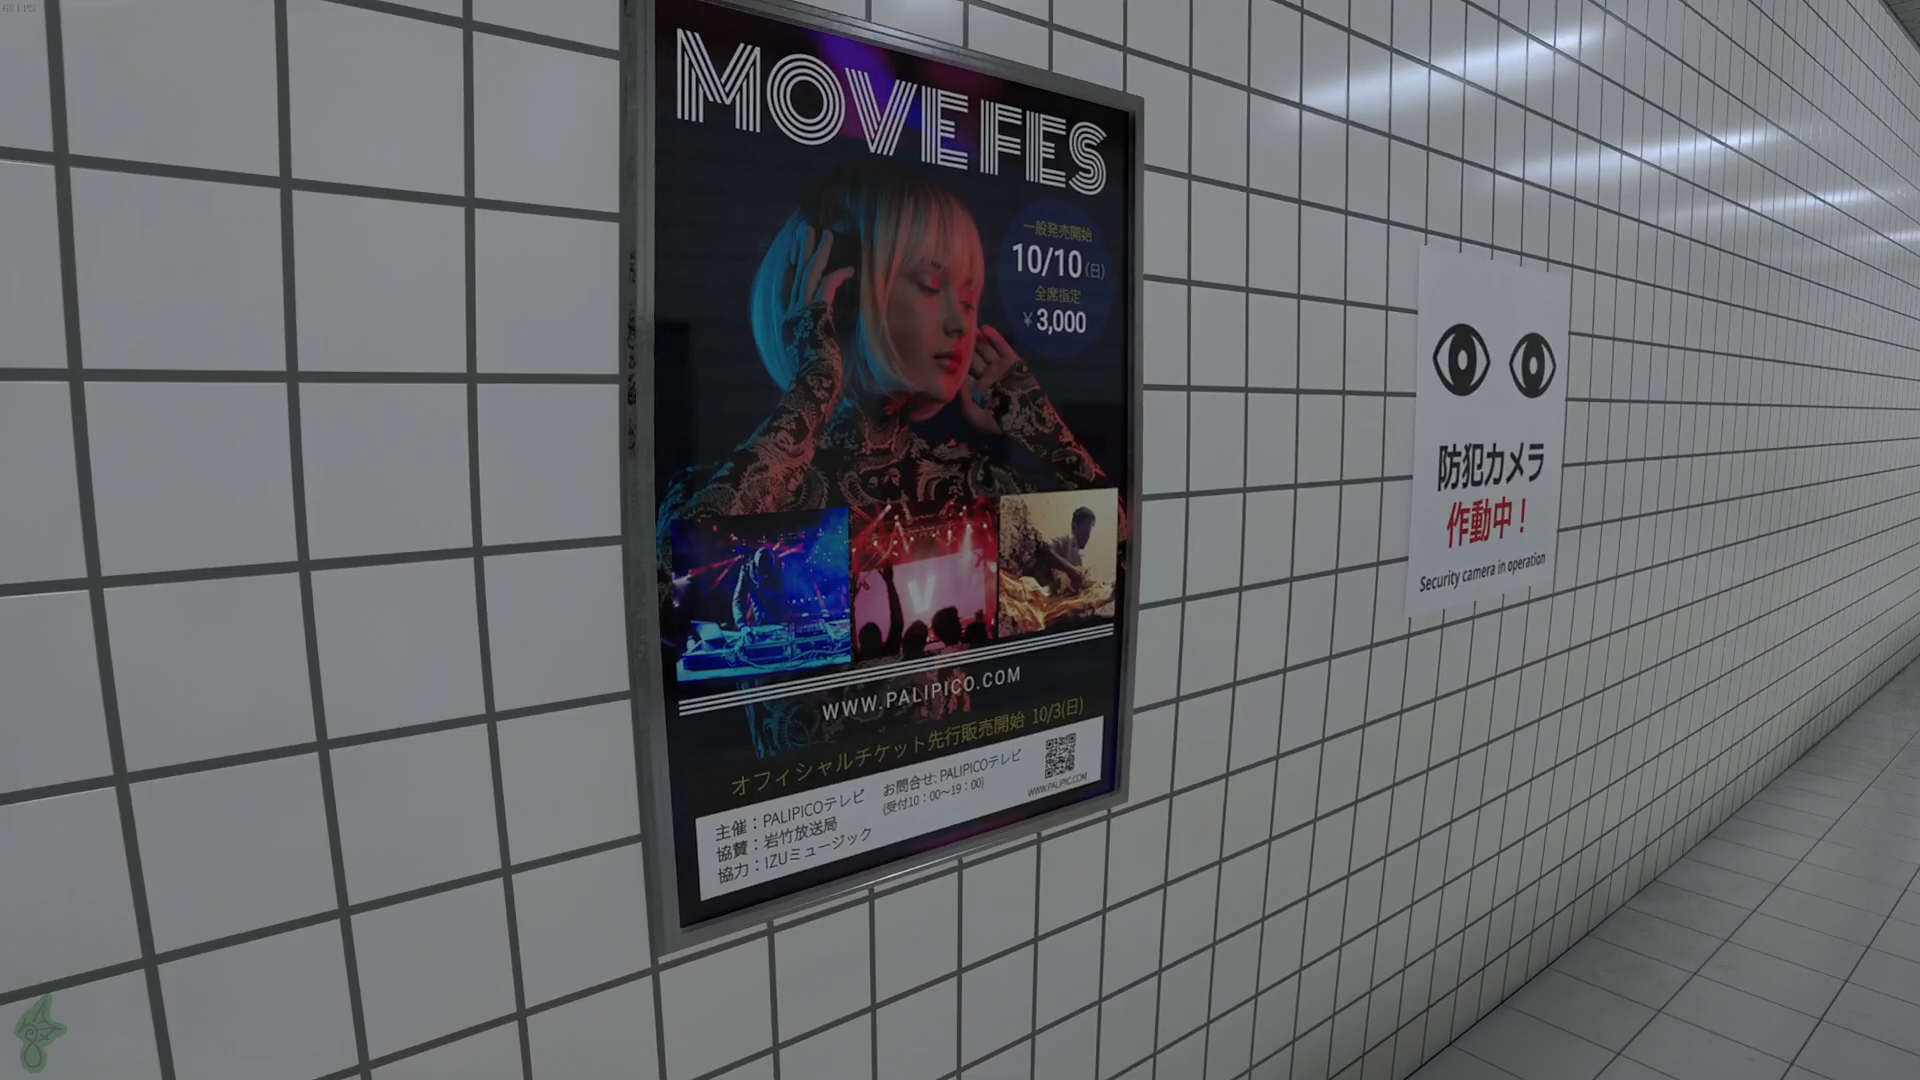 MOVE FES
一般発売開始
10/10(日)
全席指定
¥3,000
V
WWW.PALIPICO.COM
オフィシャルチケット先行販売開始 10/3(日)
主催：PALIPICOテレビ
協賛：岩竹放送局
協力：IZUミュージック
お問合せ: PALIPICOテレビ
(受付10：00～19：00)
WWW.PALIPIC.COM
防犯カメラ
作動中！
Security camera in operation